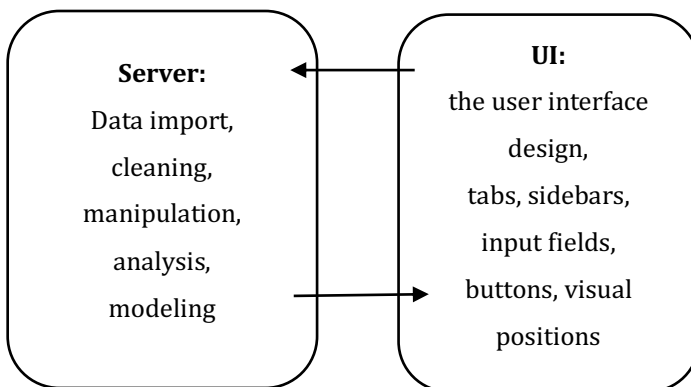 Server:
Data import,
cleaning,
manipulation,
analysis,
modeling
UI:
the user interface
design,
tabs, sidebars,
input fields,
buttons, visual
positions